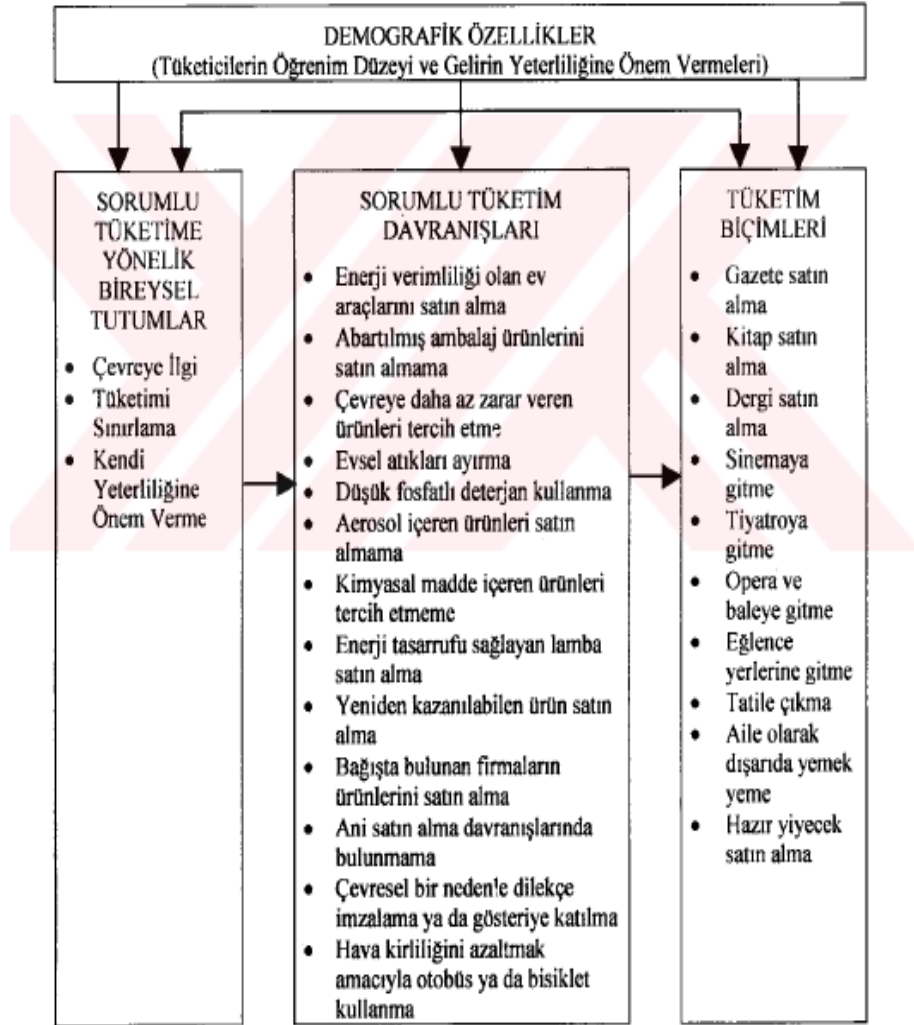 DEMOGRAFİK ÖZELLİKLER
(Tüketicilerin Öğrenim Düzeyi ve Gelirin Yeterliliğine Önem Vermeleri)
SORUMLU
TÜKETİME
YÖNELİK
BİREYSEL
TUTUMLAR
• Çevreye İlgi
• Tüketimi
Sınırlama
• Kendi
Yeterliliğine
Önem Verme
SORUMLU TÜKETİM
DAVRANIŞLARI
• Enerji verimliliği olan ev
araçlarını satın alma
• Abartılmış ambalaj ürünlerini
satın almama
• Çevreye daha az zarar veren
ürünleri tercih etme
• Evsel atıkları ayırma
• Düşük fosfatlı deterjan kullanma
• Aerosol içeren ürünleri satın
almama
• Kimyasal madde içeren ürünleri
tercih etmeme
• Enerji tasarrufu sağlayan lamba
satın alma
• Yeniden kazanılabilen ürün satın
alma
• Bağışta bulunan firmaların
ürünlerini satın alma
• Ani satın alma davranışlarında
bulunmama
• Çevresel bir nedenle dilekçe
imzalama ya da gösteriye katılma
• Hava kirliliğini azaltmak
amacıyla otobüs ya da bisiklet
kullanma
TÜKETİM
BİÇİMLERİ
• Gazete satın
alma
• Kitap satın
alma
• Dergi satın
alma
• Sinemaya
gitme
• Tiyatroya
gitme
• Opera ve
baleye gitme
• Eğlence
yerlerine gitme
• Tatile çıkma
• Aile olarak
dışarıda yemek
yeme
• Hazır yiyecek
satın alma